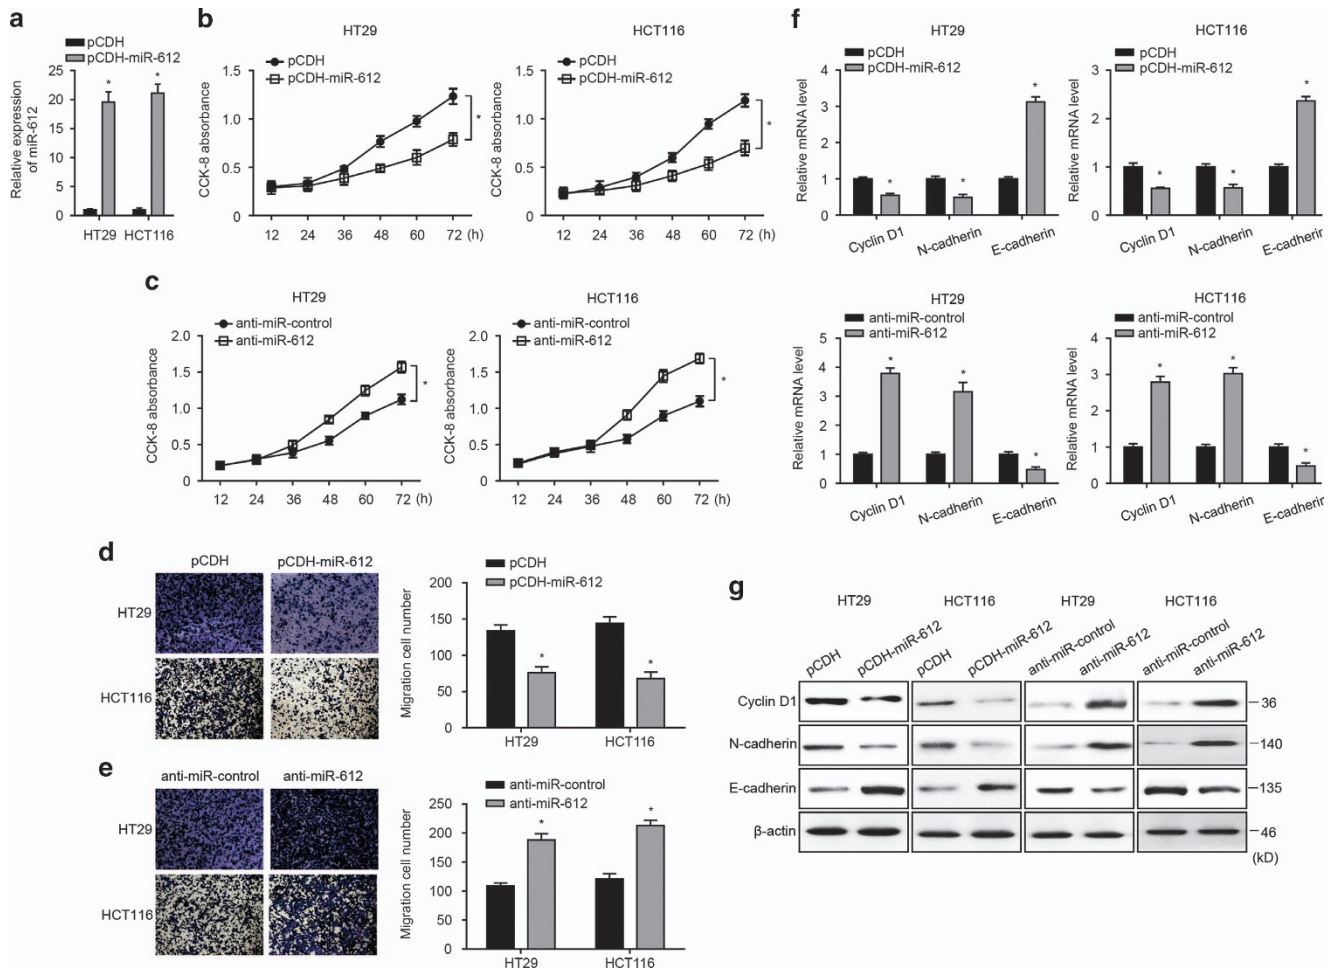 a
pCDH
pCDH-miR-612
Relative expression
of miR-612
25
20
15
10
5
0
* *
HT29 HCT116
b
HT29
pCDH
pCDH-miR-612
CCK-8 absorbance
1.5
1.0
0.5
0
*
12 24 36 48 60 72 (h)
HCT116
pCDH
pCDH-miR-612
CCK-8 absorbance
1.5
1.0
0.5
0
*
12 24 36 48 60 72 (h)
c
HT29
anti-miR-control
anti-miR-612
CCK-8 absorbance
2.0
1.5
1.0
0.5
0
*
12 24 36 48 60 72 (h)
HCT116
anti-miR-control
anti-miR-612
CCK-8 absorbance
2.0
1.5
1.0
0.5
0
*
12 24 36 48 60 72 (h)
d
pCDH pCDH-miR-612
HT29
HCT116
pCDH
pCDH-miR-612
Migration cell number
200
150
100
50
0
* *
HT29 HCT116
e
anti-miR-control anti-miR-612
HT29
HCT116
anti-miR-control
anti-miR-612
Migration cell number
250
200
150
100
50
0
* *
HT29 HCT116
f
HT29
pCDH
pCDH-miR-612
Relative mRNA level
4
3
2
1
0
* * *
Cyclin D1 N-cadherin E-cadherin
HCT116
pCDH
pCDH-miR-612
Relative mRNA level
3
2
1
0
* * *
Cyclin D1 N-cadherin E-cadherin
HT29
anti-miR-control
anti-miR-612
Relative mRNA level
5
4
3
2
1
0
* * *
Cyclin D1 N-cadherin E-cadherin
HCT116
anti-miR-control
anti-miR-612
Relative mRNA level
4
3
2
1
0
* * *
Cyclin D1 N-cadherin E-cadherin
g
HT29 HCT116 HT29 HCT116
pCDH pCDH-miR-612 pCDH pCDH-miR-612 anti-miR-control anti-miR-612 anti-miR-control anti-miR-612
Cyclin D1 36
N-cadherin 140
E-cadherin 135
β-actin 46
(kD)